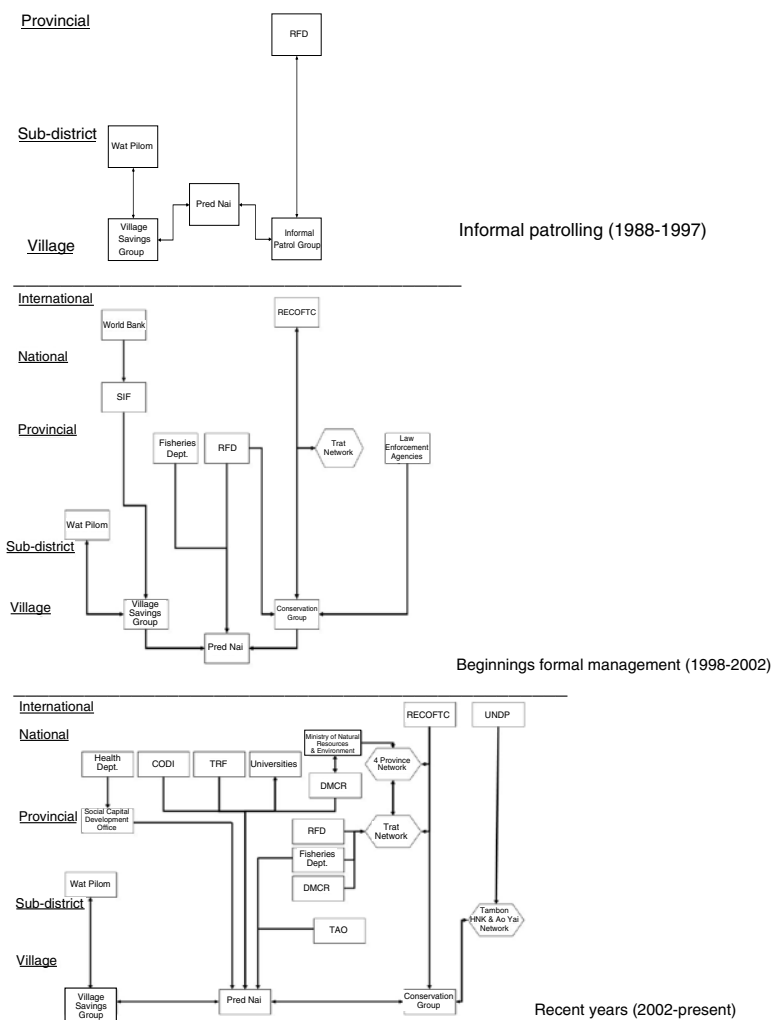 Provincial
RFD
Sub-district
Wat Pilom
Pred Nai
Village
Savings
Group
Informal
Patrol Group
Village
Informal patrolling (1988-1997)
International
World Bank
RECOFTC
National
SIF
Provincial
Fisheries
Dept.
RFD
Trat
Network
Law
Enforcement
Agencies
Wat Pilom
Sub-district
Village
Village
Savings
Group
Conservation
Group
Pred Nai
Beginnings formal management (1998-2002)
International
RECOFTC
UNDP
National
Health
Dept.
CODI
TRF
Universities
Ministry of Natural
Resources
& Environment
4 Province
Network
DMCR
Provincial
Social Capital
Development
Office
RFD
Trat
Network
Fisheries
Dept.
DMCR
Wat Pilom
Sub-district
TAO
Tambon
HNK & Ao Yai
Network
Village
Village
Savings
Group
Pred Nai
Conservation
Group
Recent years (2002-present)